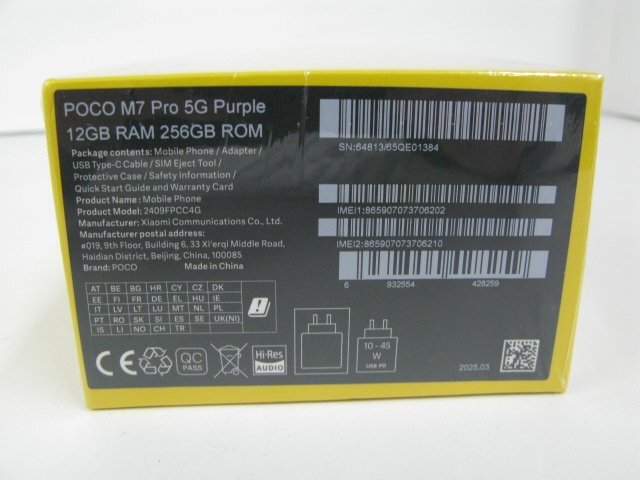 POCO M7 Pro 5G Purple
12GB RAM 256GB ROM
Package contents: Mobile Phone / Adapter /
USB Type-C Cable / SIM Eject Tool /
Protective Case / Safety Information /
Quick Start Guide and Warranty Card
Product Name: Mobile Phone
Product Model: 2409FPCC4G
Manufacturer: Xiaomi Communications Co., Ltd.
Manufacturer postal address:
#019, 9th Floor, Building 6, 33 Xi'erqi Middle Road,
Haidian District, Beijing, China, 100085
Brand: POCO Made in China
AT BE BG HR CY CZ DK
EE FI FR DE EL HU IE
IT LV LT LU MT NL PL
PT RO SK SI ES SE UK(NI)
IS LI NO CH TR
CE
QC
PASS
Hi-Res
AUDIO
10 - 45
W
USB PD
SN:64813/65QE01384
IMEI1:865907073706202
IMEI2:865907073706210
6 932554 428259
2025.03